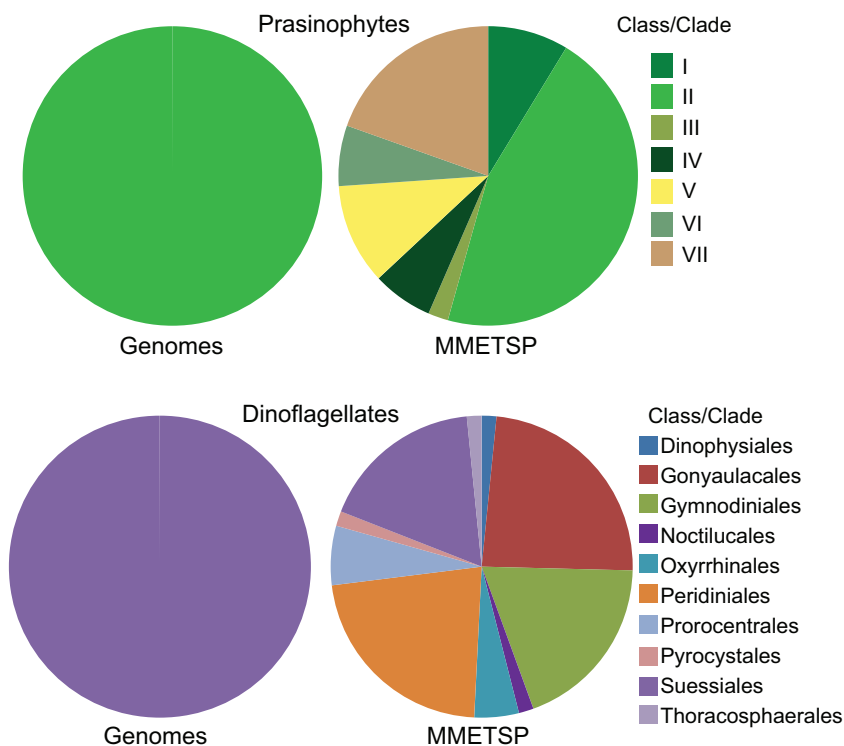 Prasinophytes
Class/Clade
I
II
III
IV
V
VI
VII
Genomes
MMETSP
Dinoflagellates
Class/Clade
Dinophysiales
Gonyaulacales
Gymnodiniales
Noctilucales
Oxyrrhinales
Peridiniales
Prorocentrales
Pyrocystales
Suessiales
Thoracosphaerales
Genomes
MMETSP